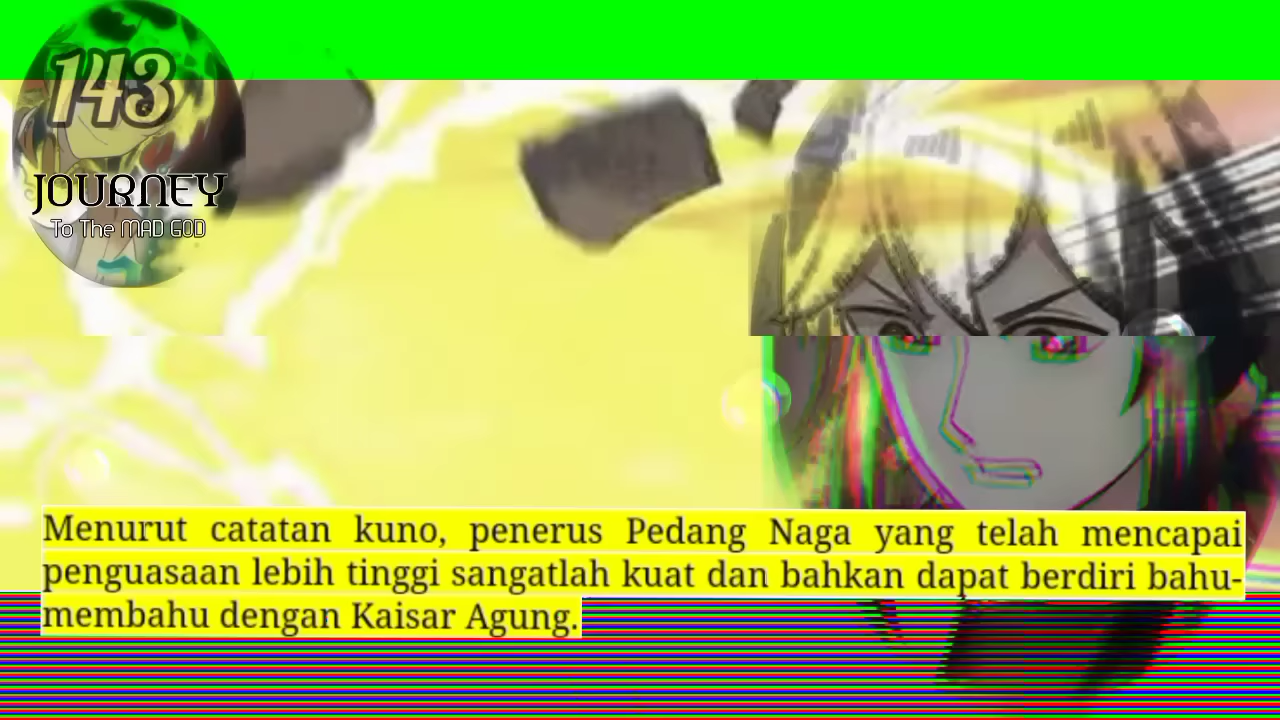 143
JOURNEY
To The MAD GOD
Menurut catatan kuno, penerus Pedang Naga yang telah mencapai
penguasaan lebih tinggi sangatlah kuat dan bahkan dapat berdiri bahu-
membahu dengan Kaisar Agung.